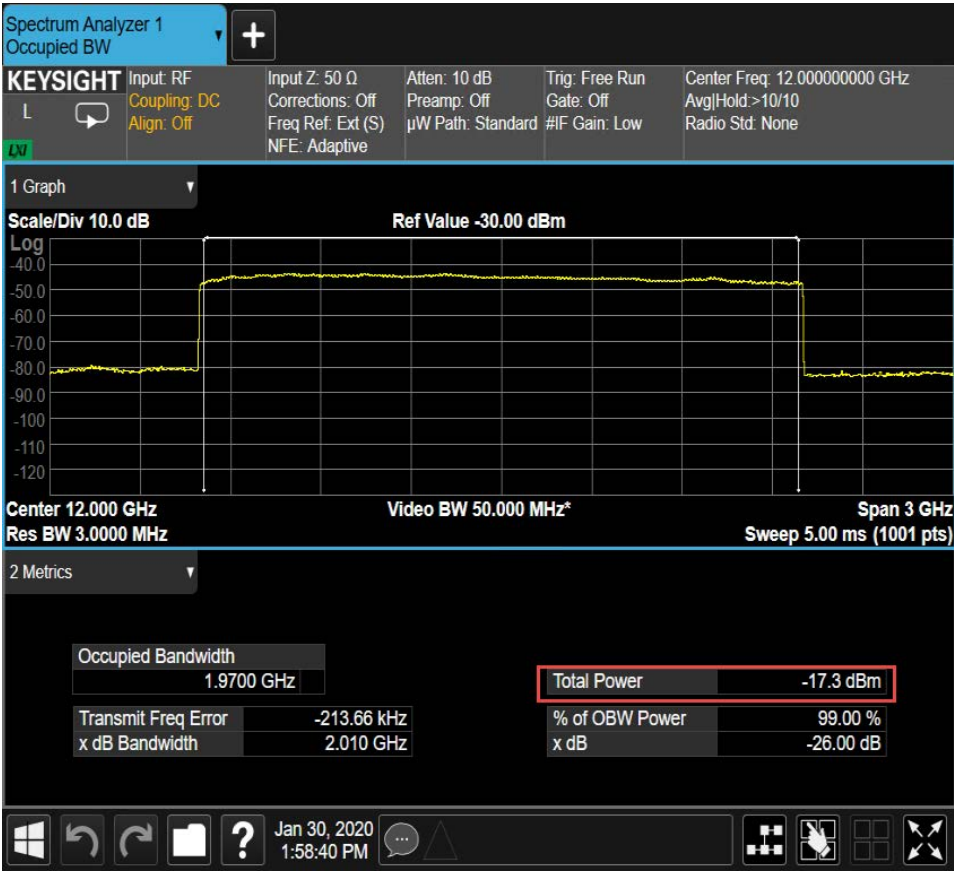 Spectrum Analyzer 1
Occupied BW
+
KEYSIGHT
L
LXI
Input: RF
Coupling: DC
Align: Off
Input Z: 50 Ω
Corrections: Off
Freq Ref: Ext (S)
NFE: Adaptive
Atten: 10 dB
Preamp: Off
µW Path: Standard
Trig: Free Run
Gate: Off
#IF Gain: Low
Center Freq: 12.000000000 GHz
Avg|Hold:>10/10
Radio Std: None
1 Graph
Scale/Div 10.0 dB
Ref Value -30.00 dBm
Log
-40.0
-50.0
-60.0
-70.0
-80.0
-90.0
-100
-110
-120
Center 12.000 GHz
Video BW 50.000 MHz*
Span 3 GHz
Res BW 3.0000 MHz
Sweep 5.00 ms (1001 pts)
2 Metrics
Occupied Bandwidth
1.9700 GHz
Total Power -17.3 dBm
Transmit Freq Error -213.66 kHz
% of OBW Power 99.00 %
x dB Bandwidth 2.010 GHz
x dB -26.00 dB
?
Jan 30, 2020
1:58:40 PM